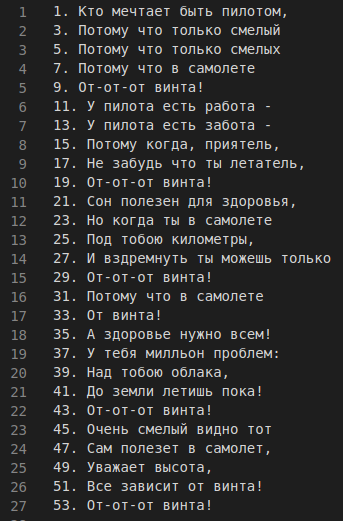 1 1. Кто мечтает быть пилотом,
2 3. Потому что только смелый
3 5. Потому что только смелых
4 7. Потому что в самолете
5 9. От-от-от винта!
6 11. У пилота есть работа -
7 13. У пилота есть забота -
8 15. Потому когда, приятель,
9 17. Не забудь что ты летатель,
10 19. От-от-от винта!
11 21. Сон полезен для здоровья,
12 23. Но когда ты в самолете
13 25. Под тобою километры,
14 27. И вздремнуть ты можешь только
15 29. От-от-от винта!
16 31. Потому что в самолете
17 33. От винта!
18 35. А здоровье нужно всем!
19 37. У тебя милльон проблем:
20 39. Над тобою облака,
21 41. До земли летишь пока!
22 43. От-от-от винта!
23 45. Очень смелый видно тот
24 47. Сам полезет в самолет,
25 49. Уважает высота,
26 51. Все зависит от винта!
27 53. От-от-от винта!